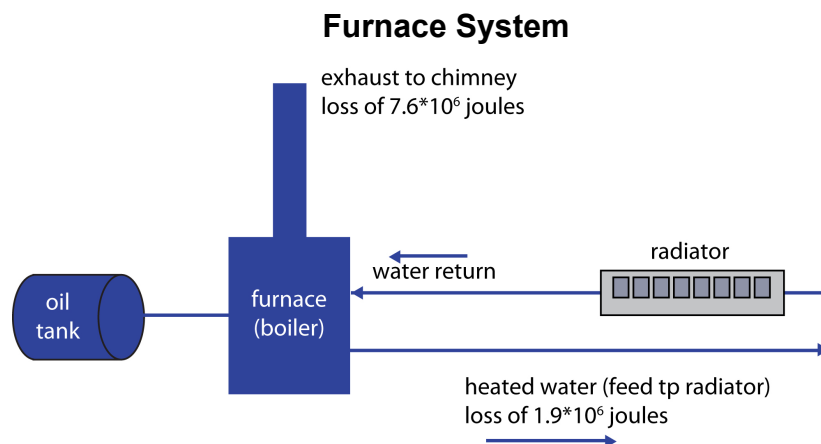 Furnace System
exhaust to chimney
loss of 7.6*10⁶ joules
radiator
water return
oil
tank
furnace
(boiler)
heated water (feed tp radiator)
loss of 1.9*10⁶ joules